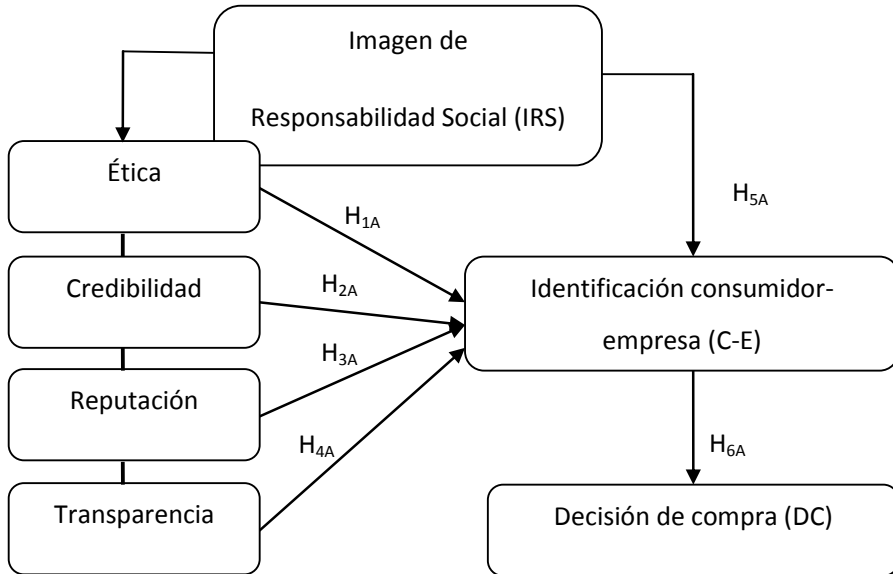 Imagen de
Responsabilidad Social (IRS)
Ética
H1A
H5A
Credibilidad
H2A
Identificación consumidor-
empresa (C-E)
H3A
Reputación
H4A
H6A
Transparencia
Decisión de compra (DC)